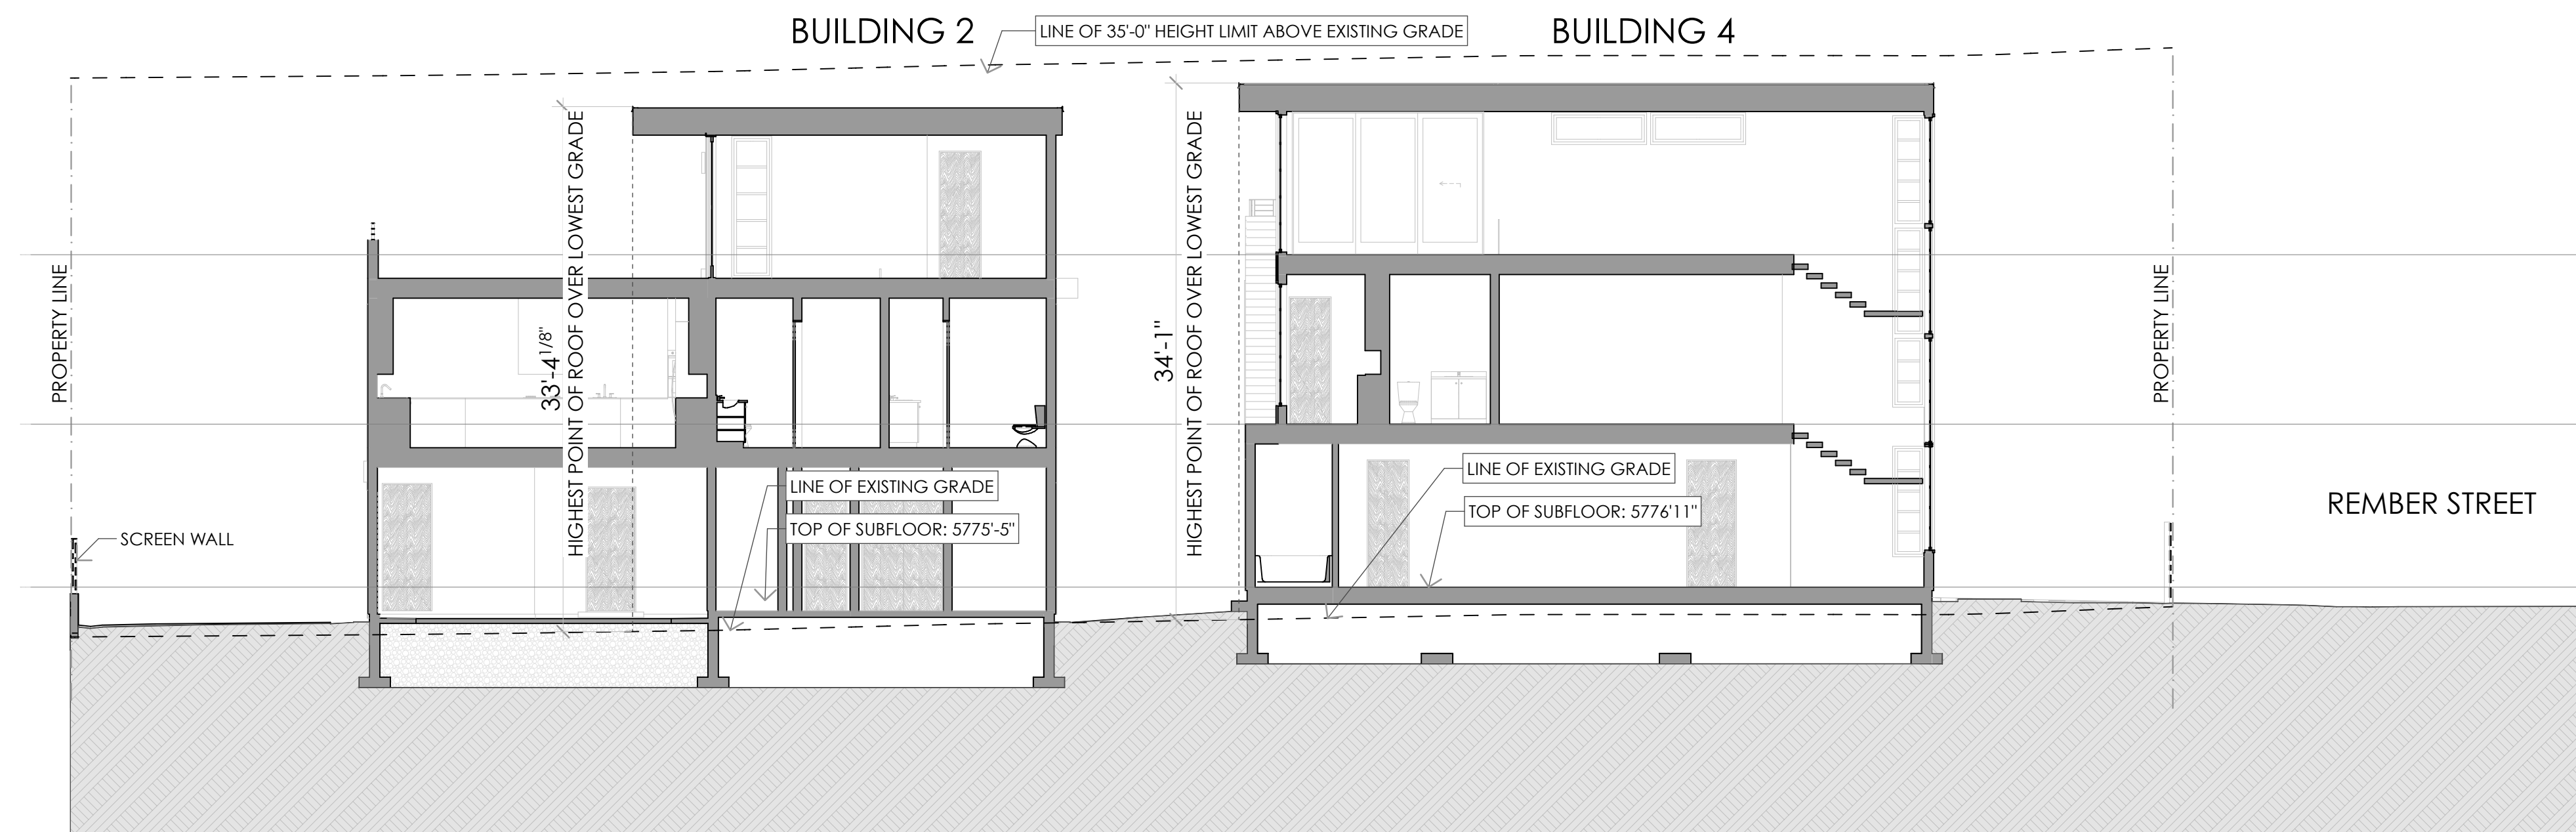 BUILDING 2
LINE OF 35'-0" HEIGHT LIMIT ABOVE EXISTING GRADE
BUILDING 4
PROPERTY LINE
33'-4 1/8"
HIGHEST POINT OF ROOF OVER LOWEST GRADE
34'-1"
HIGHEST POINT OF ROOF OVER LOWEST GRADE
PROPERTY LINE
LINE OF EXISTING GRADE
TOP OF SUBFLOOR: 5775'-5"
LINE OF EXISTING GRADE
TOP OF SUBFLOOR: 5776'11"
REMBER STREET
SCREEN WALL